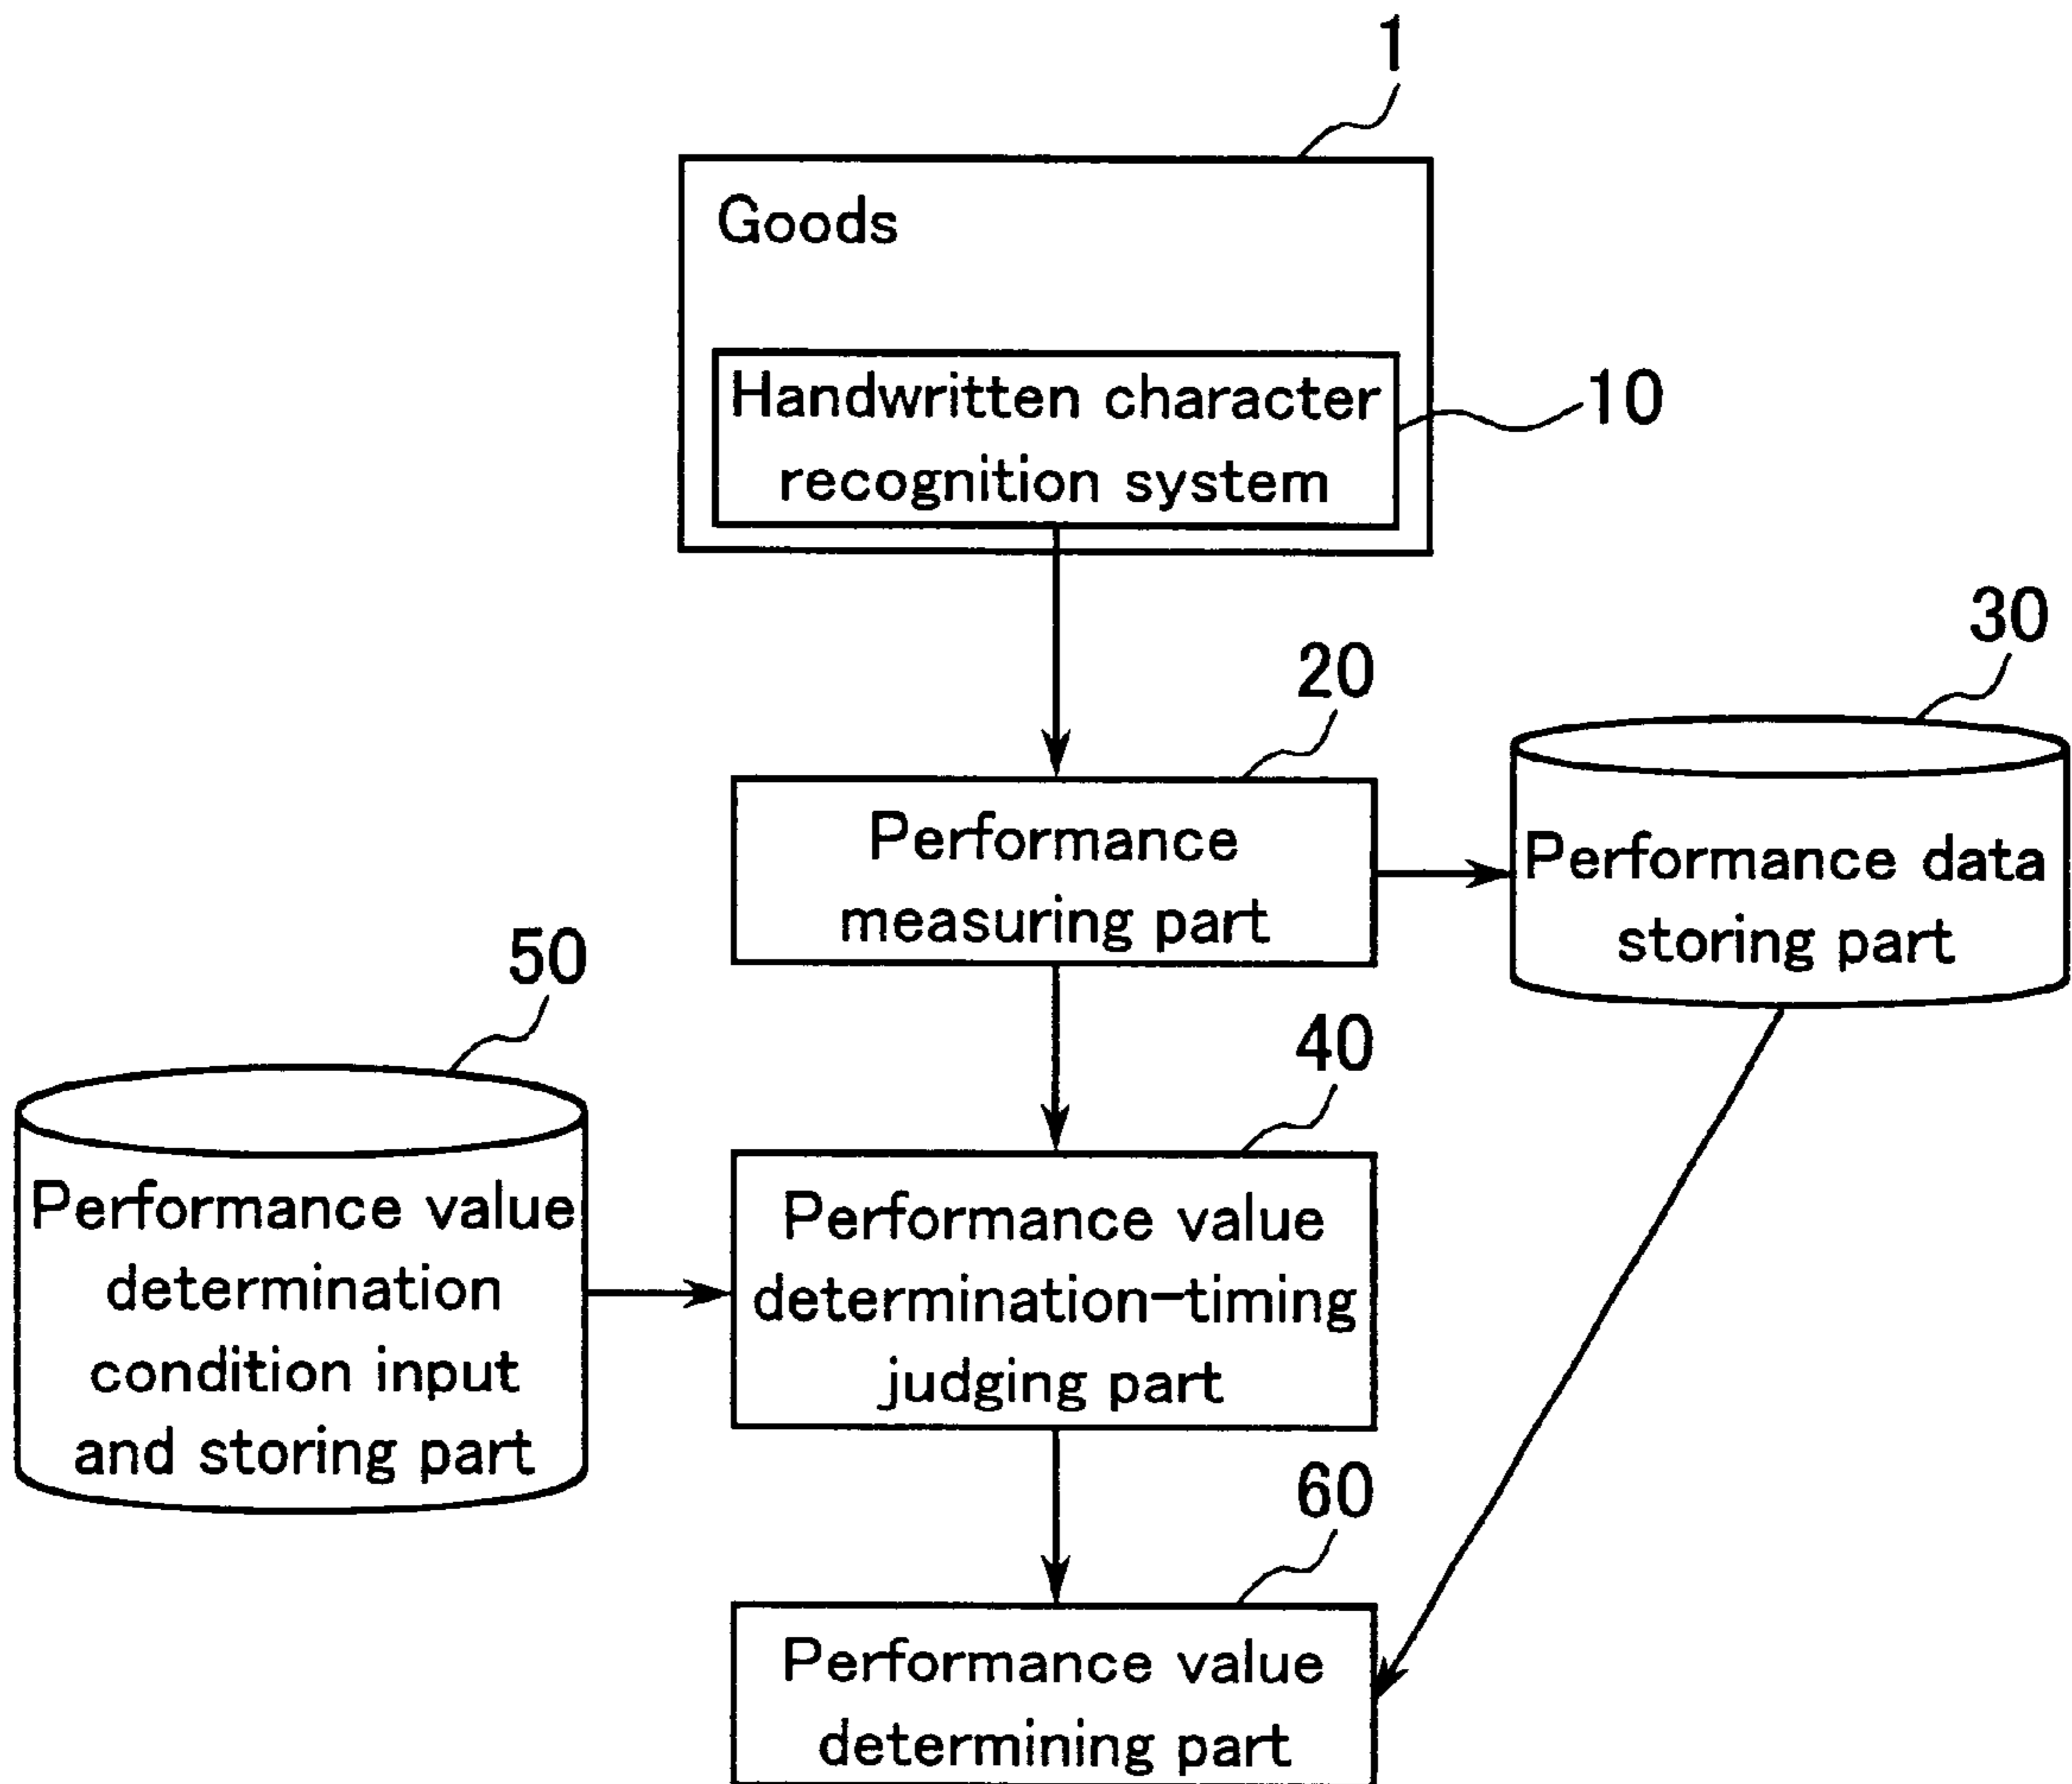 1
Goods
Handwritten character
recognition system
10
20
30
Performance
measuring part
Performance data
storing part
50
40
Performance value
determination
condition input
and storing part
Performance value
determination-timing
judging part
60
Performance value
determining part